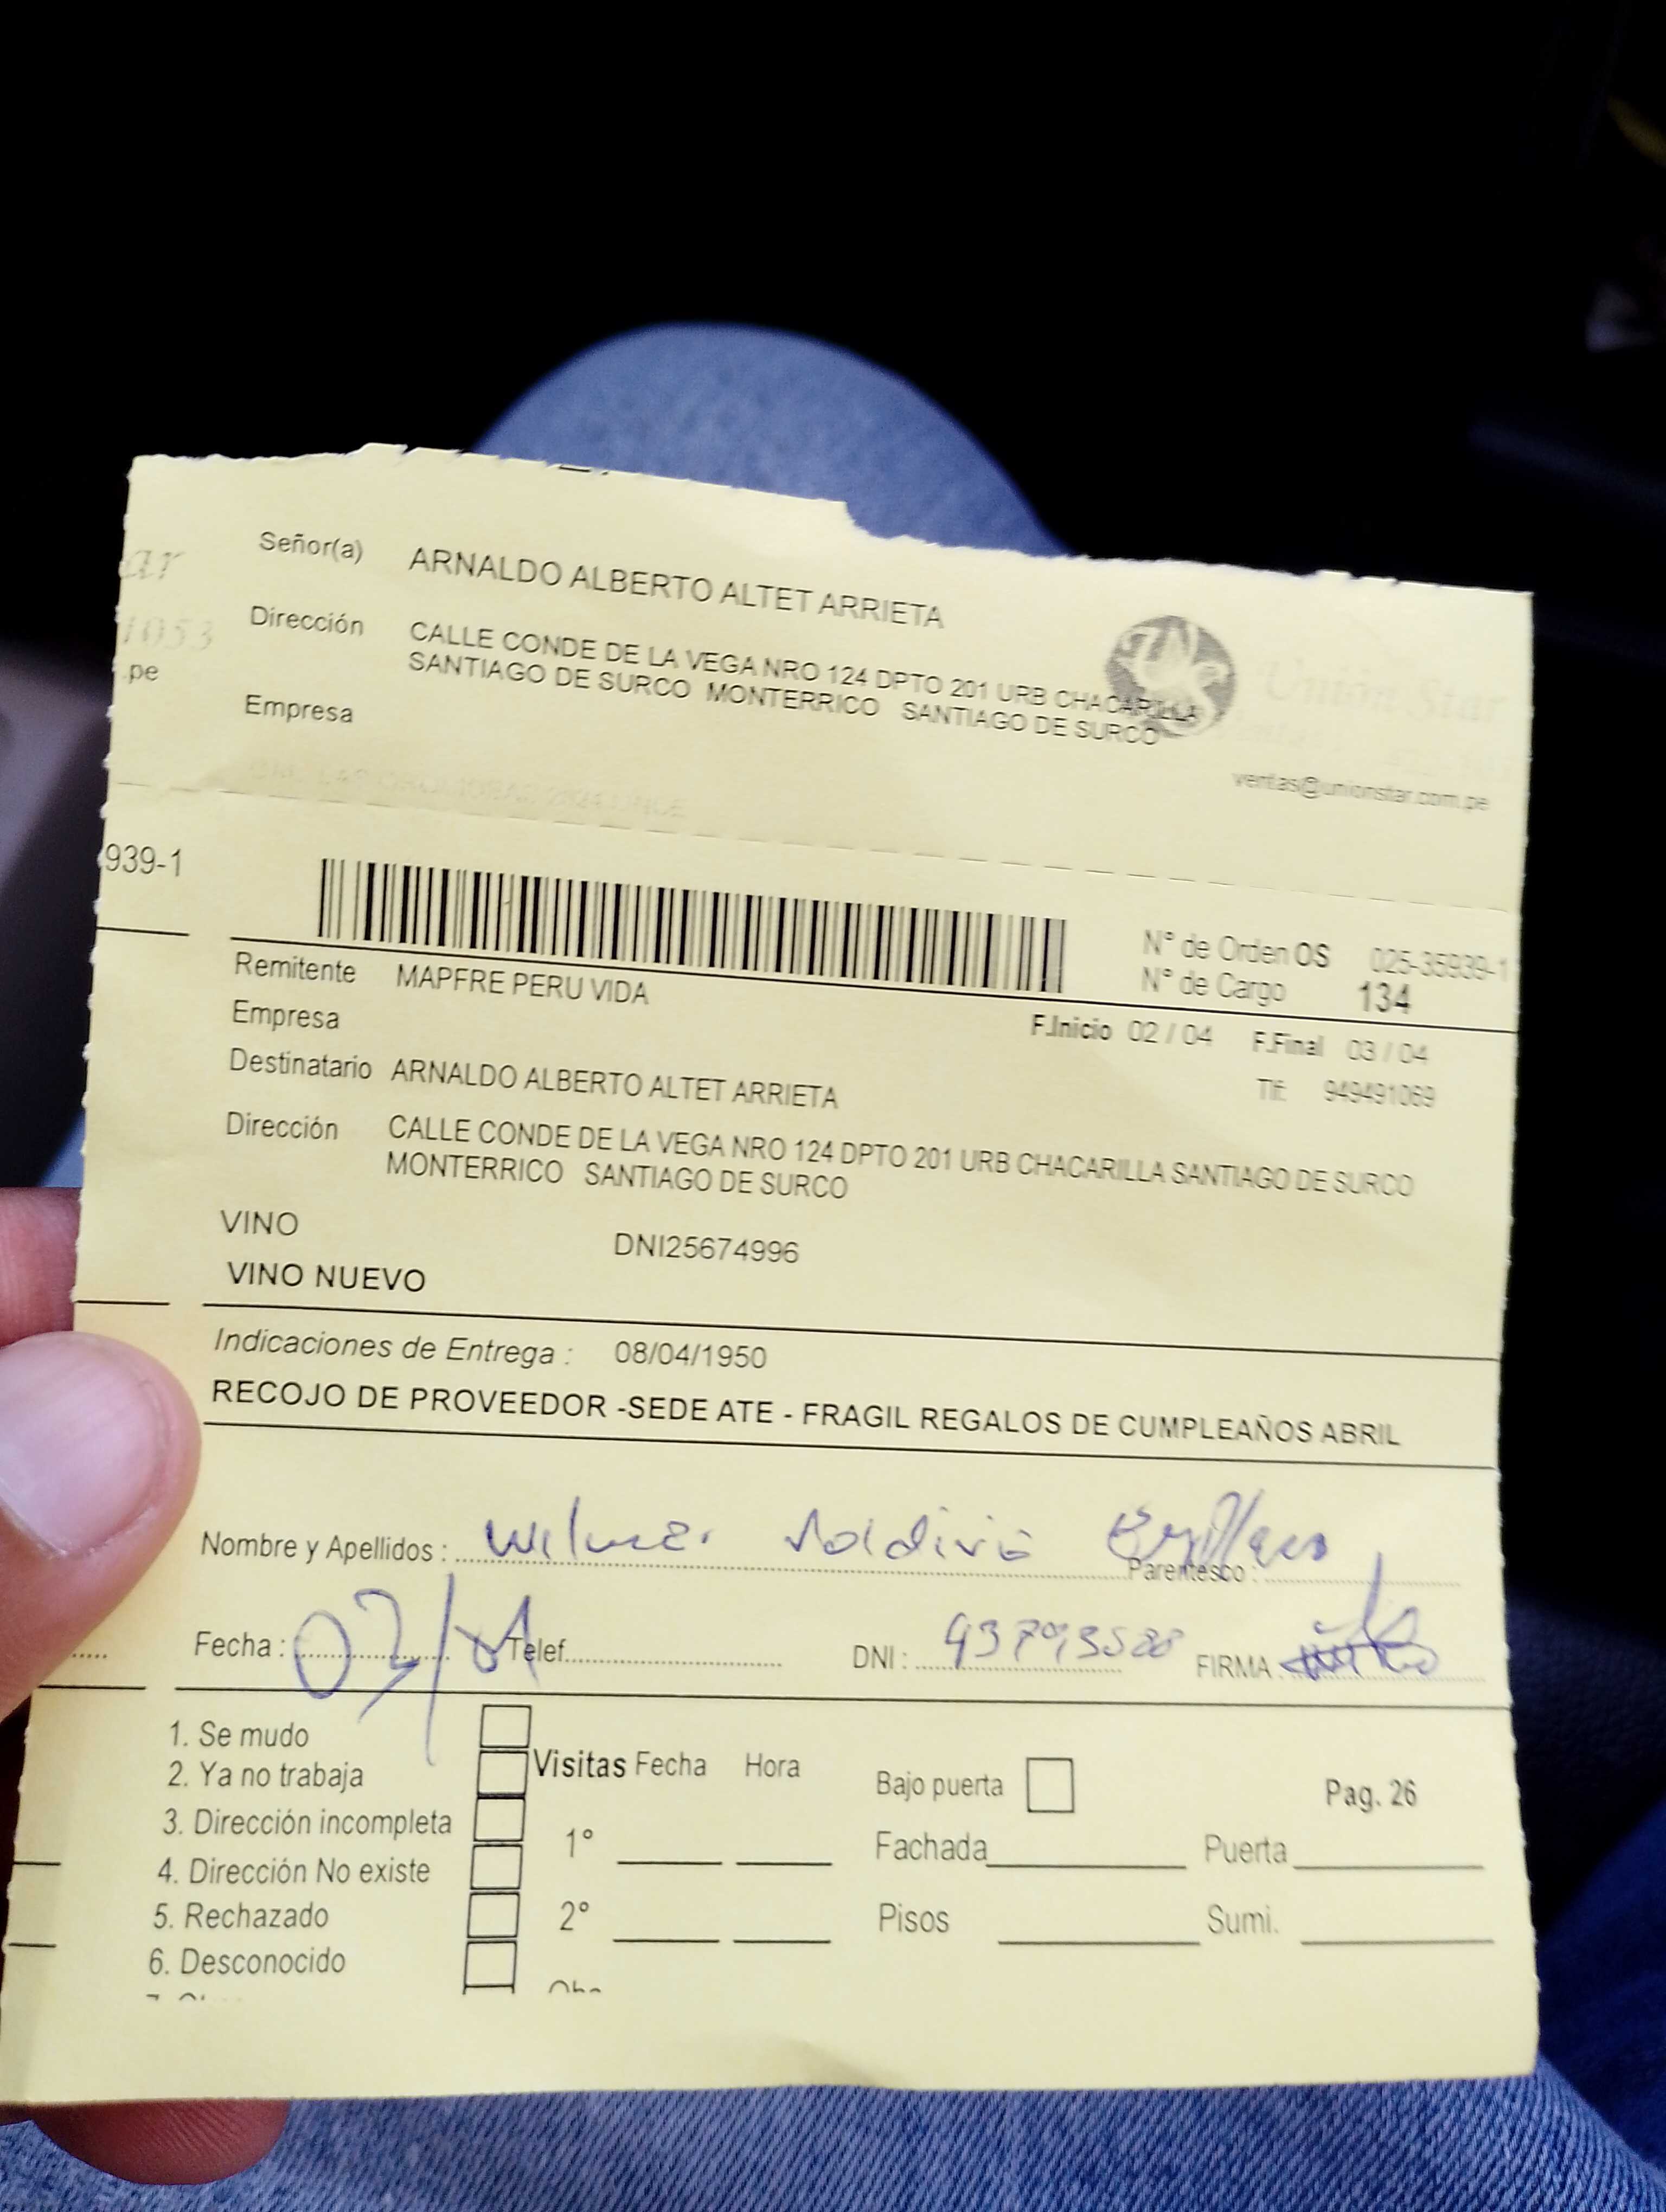 Señor(a) ARNALDO ALBERTO ALTET ARRIETA
ar
Dirección CALLE CONDE DE LA VEGA NRO 124 DPTO 201 URB CHACARILLA
SANTIAGO DE SURCO MONTERRICO SANTIAGO DE SURCO
1053
.pe
Unión Star
Empresa
ventas@unionstar.com.pe
939-1
N° de Orden OS 025-35939-1
N° de Cargo 134
Remitente MAPFRE PERU VIDA
Empresa
F.Inicio 02 / 04 F.Final 03 / 04
Destinatario ARNALDO ALBERTO ALTET ARRIETA
Tlf: 949491069
Dirección CALLE CONDE DE LA VEGA NRO 124 DPTO 201 URB CHACARILLA SANTIAGO DE SURCO
MONTERRICO SANTIAGO DE SURCO
VINO DNI25674996
VINO NUEVO
Indicaciones de Entrega : 08/04/1950
RECOJO DE PROVEEDOR -SEDE ATE - FRAGIL REGALOS DE CUMPLEAÑOS ABRIL
Nombre y Apellidos : Wilmer Valdivia Parentesco :
Fecha : 03/ Telef. DNI : FIRMA :
1. Se mudo
2. Ya no trabaja
3. Dirección incompleta
4. Dirección No existe
5. Rechazado
6. Desconocido
Visitas Fecha Hora
1°
2°
Bajo puerta Pag. 26
Fachada Puerta
Pisos Sumi.